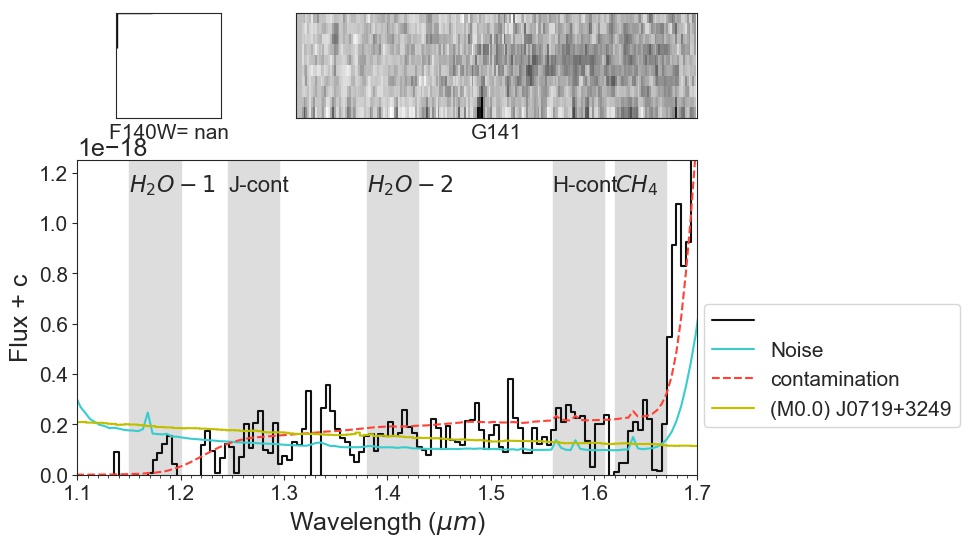 F140W= nan
G141
1e−18
H₂O − 1
J-cont
H₂O − 2
H-cont
CH₄
1.2
1.0
0.8
0.6
0.4
0.2
0.0
Flux + c
1.1
1.2
1.3
1.4
1.5
1.6
1.7
Wavelength (μm)
Noise
contamination
(M0.0) J0719+3249